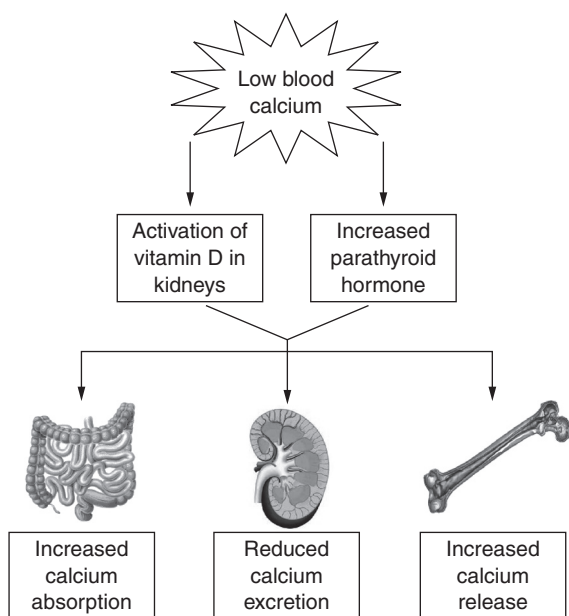 Low blood
calcium
Activation of
vitamin D in
kidneys
Increased
parathyroid
hormone
Increased
calcium
absorption
Reduced
calcium
excretion
Increased
calcium
release